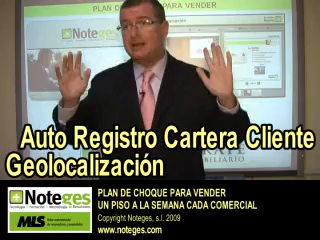 PLAN DE CHOQUE PARA VENDER
Noteges
Auto Registro Cartera Cliente
Geolocalización
Noteges
MLS
PLAN DE CHOQUE PARA VENDER
UN PISO A LA SEMANA CADA COMERCIAL
Copyright Noteges, s.l. 2009
www.noteges.com